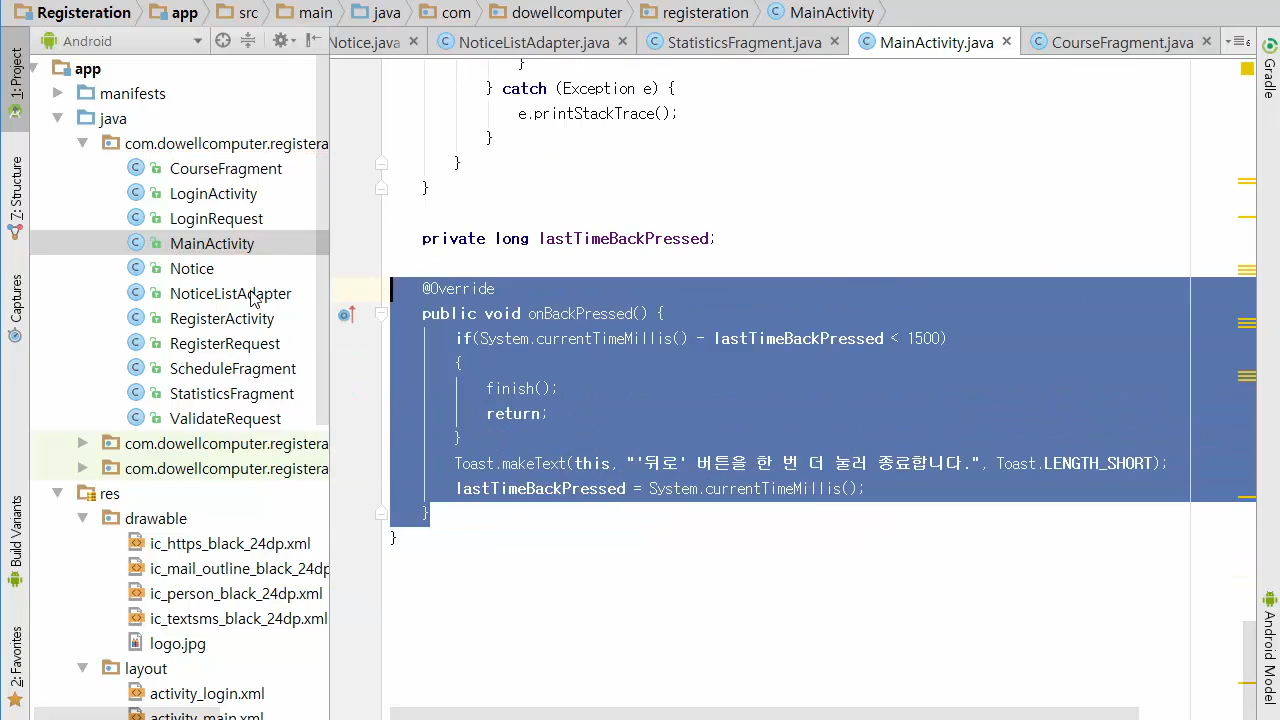 Registeration app src main java com dowellcomputer registeration MainActivity
Android
Notice.java NoticeListAdapter.java StatisticsFragment.java MainActivity.java CourseFragment.java
1: Project
7: Structure
Captures
Build Variants
2: Favorites
app
manifests
java
com.dowellcomputer.registera
CourseFragment
LoginActivity
LoginRequest
MainActivity
Notice
NoticeListAdapter
RegisterActivity
RegisterRequest
ScheduleFragment
StatisticsFragment
ValidateRequest
com.dowellcomputer.registera
com.dowellcomputer.registera
res
drawable
ic_https_black_24dp.xml
ic_mail_outline_black_24dp
ic_person_black_24dp.xml
ic_textsms_black_24dp.xml
logo.jpg
layout
activity_login.xml
activity_main.xml
}
} catch (Exception e) {
e.printStackTrace();
}
}
}
private long lastTimeBackPressed;
@Override
public void onBackPressed() {
if(System.currentTimeMillis() - lastTimeBackPressed < 1500)
{
finish();
return;
}
Toast.makeText(this, "'뒤로' 버튼을 한 번 더 눌러 종료합니다.", Toast.LENGTH_SHORT);
lastTimeBackPressed = System.currentTimeMillis();
}
}
Gradle
Android Model